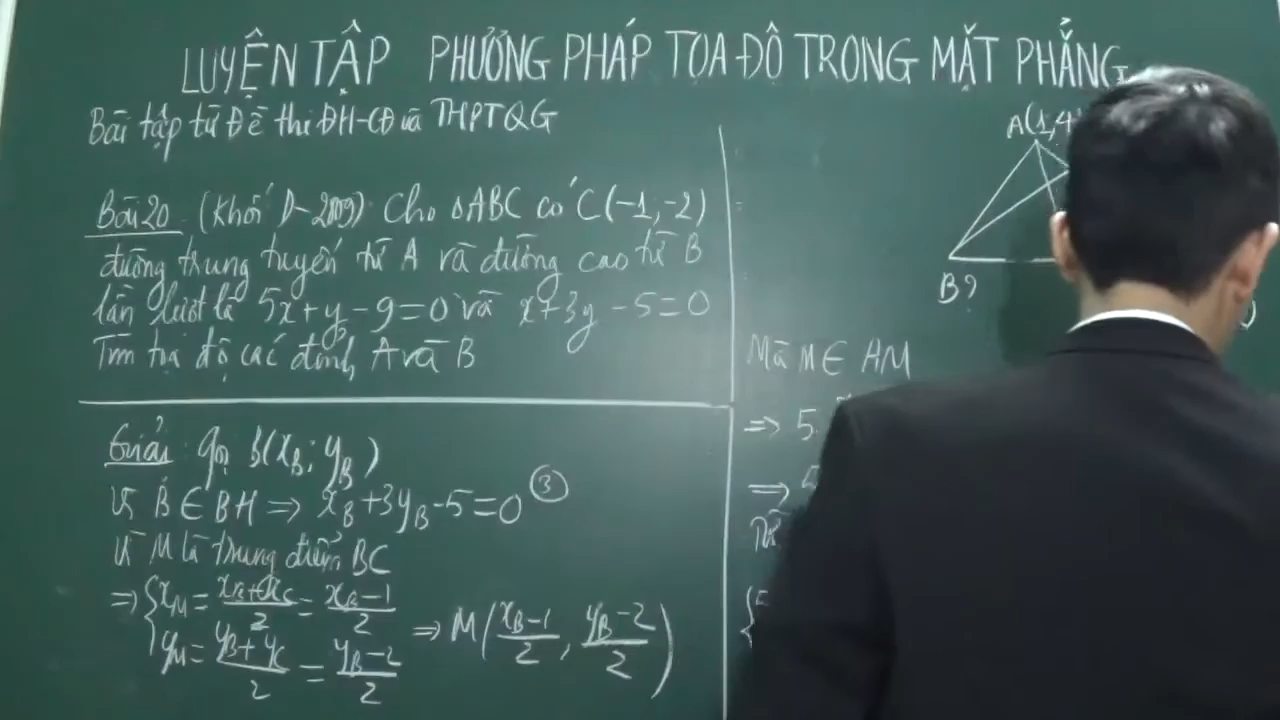 LUYỆN TẬP PHƯƠNG PHÁP TỌA ĐỘ TRONG MẶT PHẲNG
Bài tập từ Đề thi ĐH-CĐ và THPTQG
Bài 20. (Khối D-2009) Cho ΔABC có C(-1,-2)
đường trung tuyến từ A và đường cao từ B
lần lượt là 5x+y-9=0 và x+3y-5=0
Tìm tọa độ các đỉnh A và B
Giải: Gọi B(x_B; y_B)
Vì B ∈ BH ⇒ x_B+3y_B-5=0 ③
Vì M là trung điểm BC
⇒ { x_M = (x_B+x_C)/2 = (x_B-1)/2
y_M = (y_B+y_C)/2 = (y_B-2)/2
⇒ M((x_B-1)/2, (y_B-2)/2)
A(1,4
B?
Mà M ∈ AM
⇒ 5.
⇒